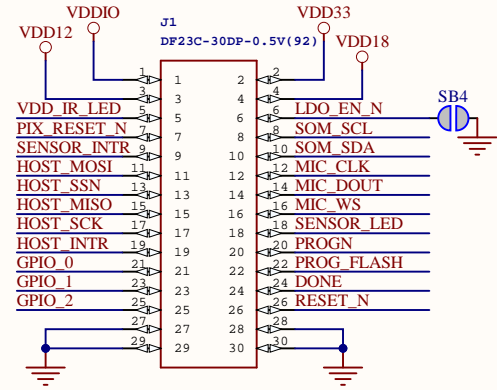 VDDIO
J1
VDD33
VDD12
DF23C-30DP-0.5V(92)
VDD18
1 1 2 2
3 3 4 4
VDD_IR_LED 5 5 6 6 LDO_EN_N SB4
PIX_RESET_N 7 7 8 8 SOM_SCL
SENSOR_INTR 9 9 10 10 SOM_SDA
HOST_MOSI 11 11 12 12 MIC_CLK
HOST_SSN 13 13 14 14 MIC_DOUT
HOST_MISO 15 15 16 16 MIC_WS
HOST_SCK 17 17 18 18 SENSOR_LED
HOST_INTR 19 19 20 20 PROGN
GPIO_0 21 21 22 22 PROG_FLASH
GPIO_1 23 23 24 24 DONE
GPIO_2 25 25 26 26 RESET_N
27 27 28 28
29 29 30 30